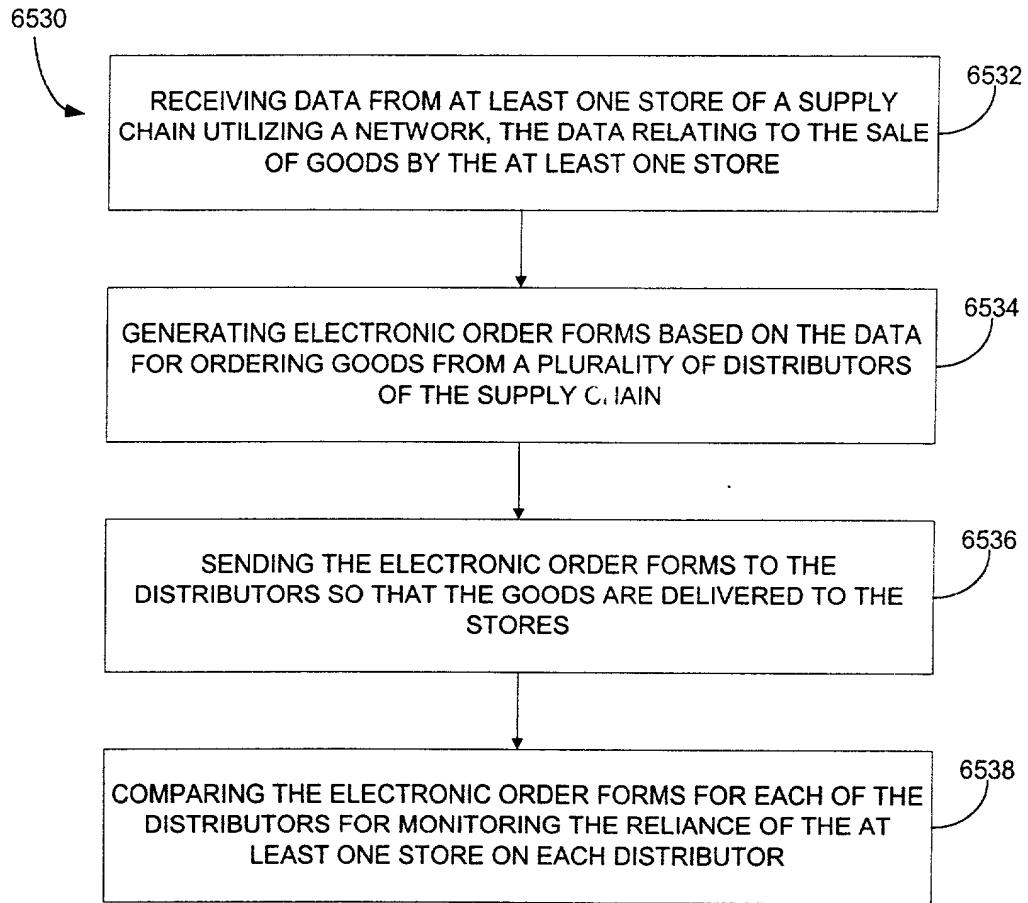 6530
6532
RECEIVING DATA FROM AT LEAST ONE STORE OF A SUPPLY
CHAIN UTILIZING A NETWORK, THE DATA RELATING TO THE SALE
OF GOODS BY THE AT LEAST ONE STORE
6534
GENERATING ELECTRONIC ORDER FORMS BASED ON THE DATA
FOR ORDERING GOODS FROM A PLURALITY OF DISTRIBUTORS
OF THE SUPPLY CHAIN
6536
SENDING THE ELECTRONIC ORDER FORMS TO THE
DISTRIBUTORS SO THAT THE GOODS ARE DELIVERED TO THE
STORES
6538
COMPARING THE ELECTRONIC ORDER FORMS FOR EACH OF THE
DISTRIBUTORS FOR MONITORING THE RELIANCE OF THE AT
LEAST ONE STORE ON EACH DISTRIBUTOR